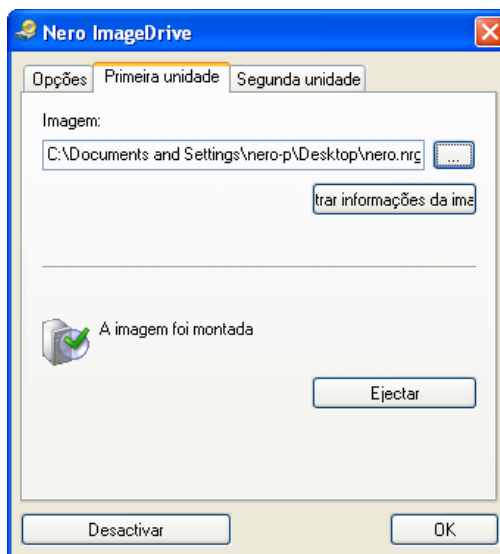 Nero ImageDrive
Opções Primeira unidade Segunda unidade
Imagem:
C:\Documents and Settings\nero-p\Desktop\nero.nrg ...
trar informações da ima
A imagem foi montada
Ejectar
Desactivar OK